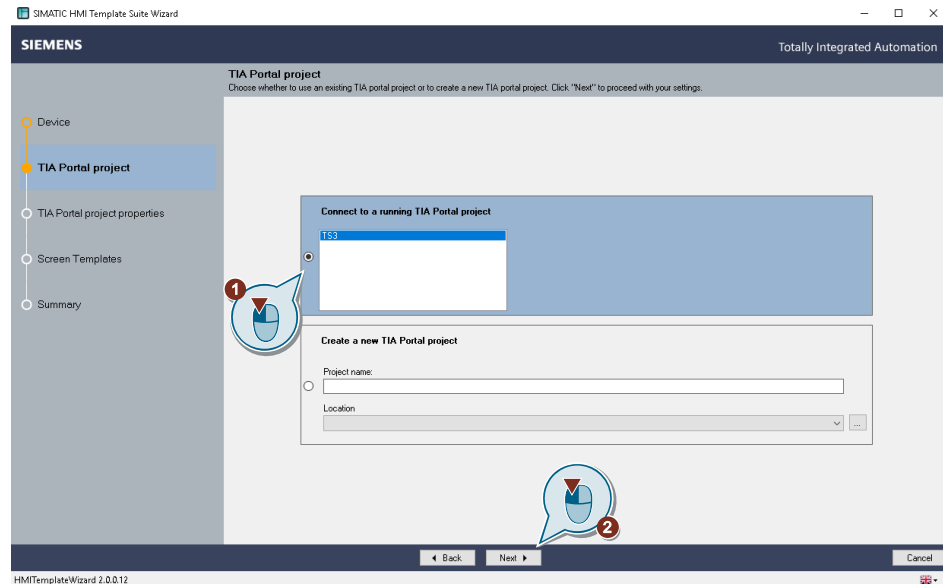 SIMATIC HMI Template Suite Wizard
SIEMENS
Totally Integrated Automation
TIA Portal project
Choose whether to use an existing TIA portal project or to create a new TIA portal project. Click "Next" to proceed with your settings.
Device
TIA Portal project
TIA Portal project properties
Screen Templates
Summary
Connect to a running TIA Portal project
TS3
1
Create a new TIA Portal project
Project name:
Location
...
2
Back
Next
Cancel
HMITemplateWizard 2.0.0.12